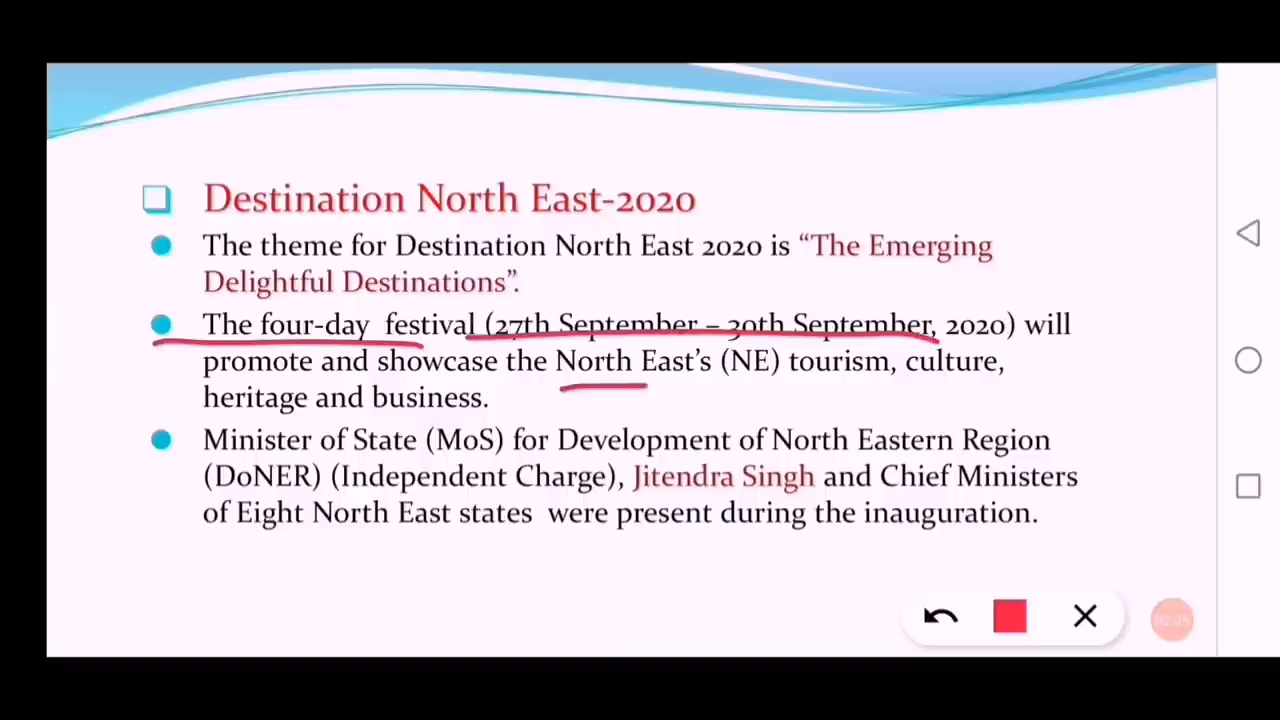 Destination North East-2020
The theme for Destination North East 2020 is “The Emerging
Delightful Destinations”.
The four-day festival (27th September – 30th September, 2020) will
promote and showcase the North East’s (NE) tourism, culture,
heritage and business.
Minister of State (MoS) for Development of North Eastern Region
(DoNER) (Independent Charge), Jitendra Singh and Chief Ministers
of Eight North East states were present during the inauguration.